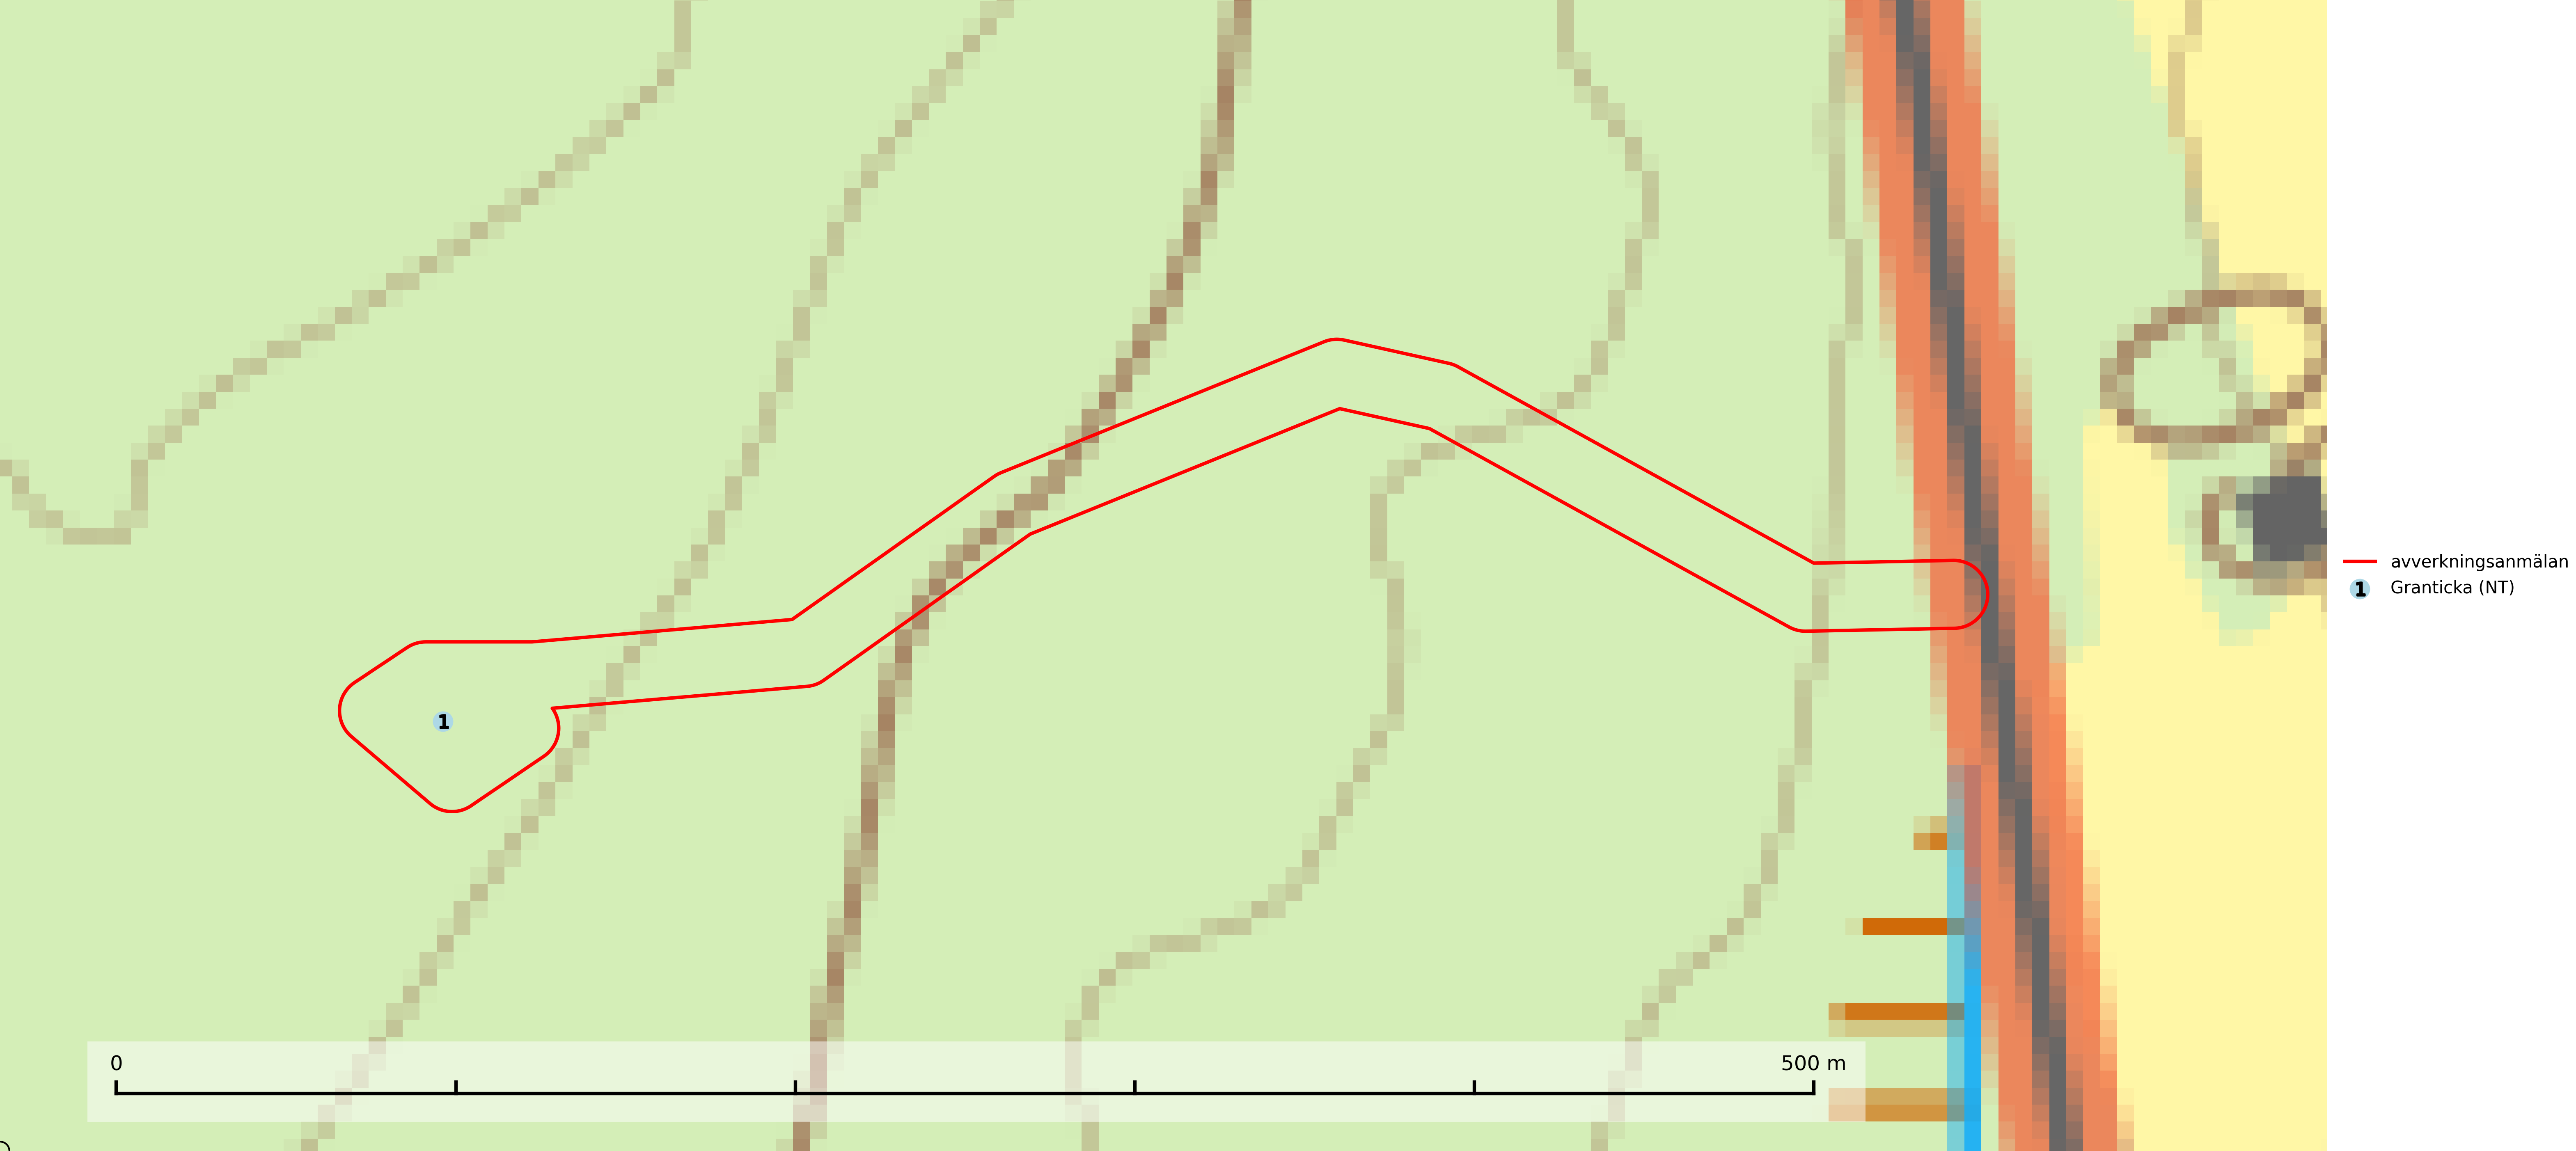 avverkningsanmälan
1 Granticka (NT)
1
0 500 m